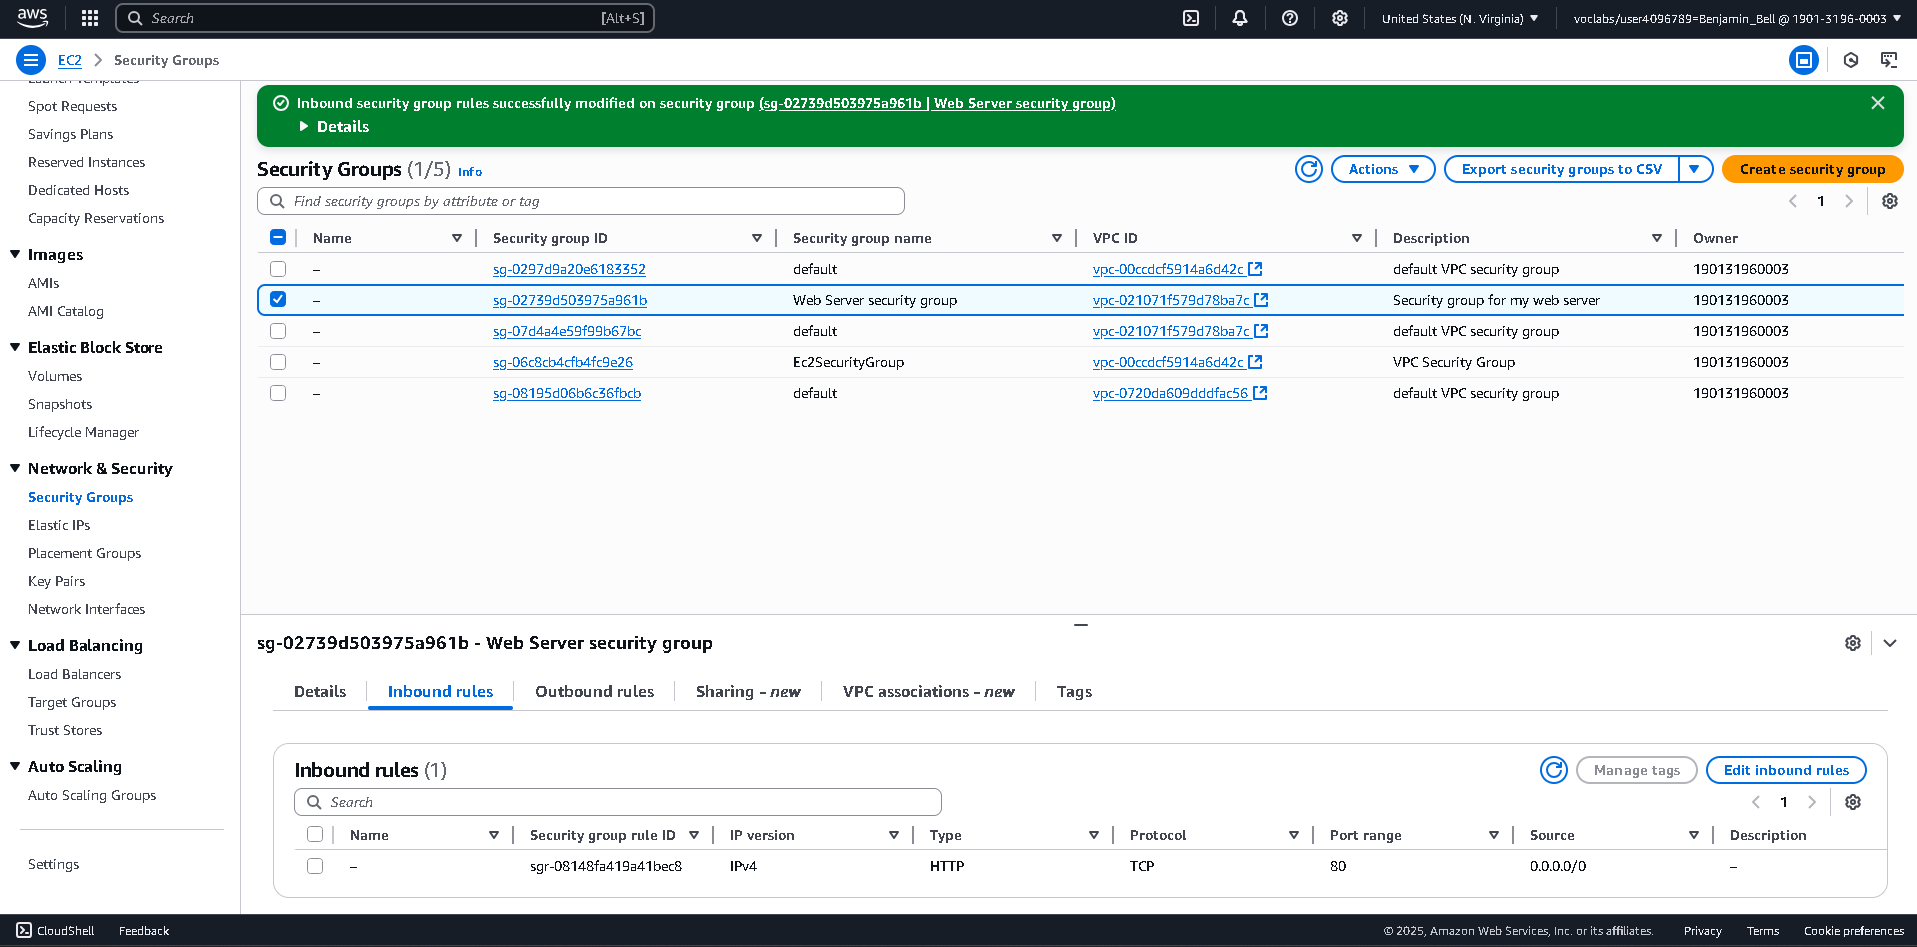 aws
Search [Alt+S]
United States (N. Virginia)
voclabs/user4096789=Benjamin_Bell @ 1901-3196-0003
EC2 > Security Groups
Launch Templates
Spot Requests
Savings Plans
Reserved Instances
Dedicated Hosts
Capacity Reservations
Images
AMIs
AMI Catalog
Elastic Block Store
Volumes
Snapshots
Lifecycle Manager
Network & Security
Security Groups
Elastic IPs
Placement Groups
Key Pairs
Network Interfaces
Load Balancing
Load Balancers
Target Groups
Trust Stores
Auto Scaling
Auto Scaling Groups
Settings
Inbound security group rules successfully modified on security group (sg-02739d503975a961b | Web Server security group)
Details
Security Groups (1/5) Info
Actions
Export security groups to CSV
Create security group
Find security groups by attribute or tag
1
Name Security group ID Security group name VPC ID Description Owner
– sg-0297d9a20e6183352 default vpc-00ccdcf5914a6d42c default VPC security group 190131960003
– sg-02739d503975a961b Web Server security group vpc-021071f579d78ba7c Security group for my web server 190131960003
– sg-07d4a4e59f99b67bc default vpc-021071f579d78ba7c default VPC security group 190131960003
– sg-06c8cb4cfb4fc9e26 Ec2SecurityGroup vpc-00ccdcf5914a6d42c VPC Security Group 190131960003
– sg-08195d06b6c36fbcb default vpc-0720da609dddfac56 default VPC security group 190131960003
sg-02739d503975a961b - Web Server security group
Details Inbound rules Outbound rules Sharing - new VPC associations - new Tags
Inbound rules (1)
Manage tags
Edit inbound rules
Search
1
Name Security group rule ID IP version Type Protocol Port range Source Description
– sgr-08148fa419a41bec8 IPv4 HTTP TCP 80 0.0.0.0/0 –
CloudShell Feedback
© 2025, Amazon Web Services, Inc. or its affiliates. Privacy Terms Cookie preferences